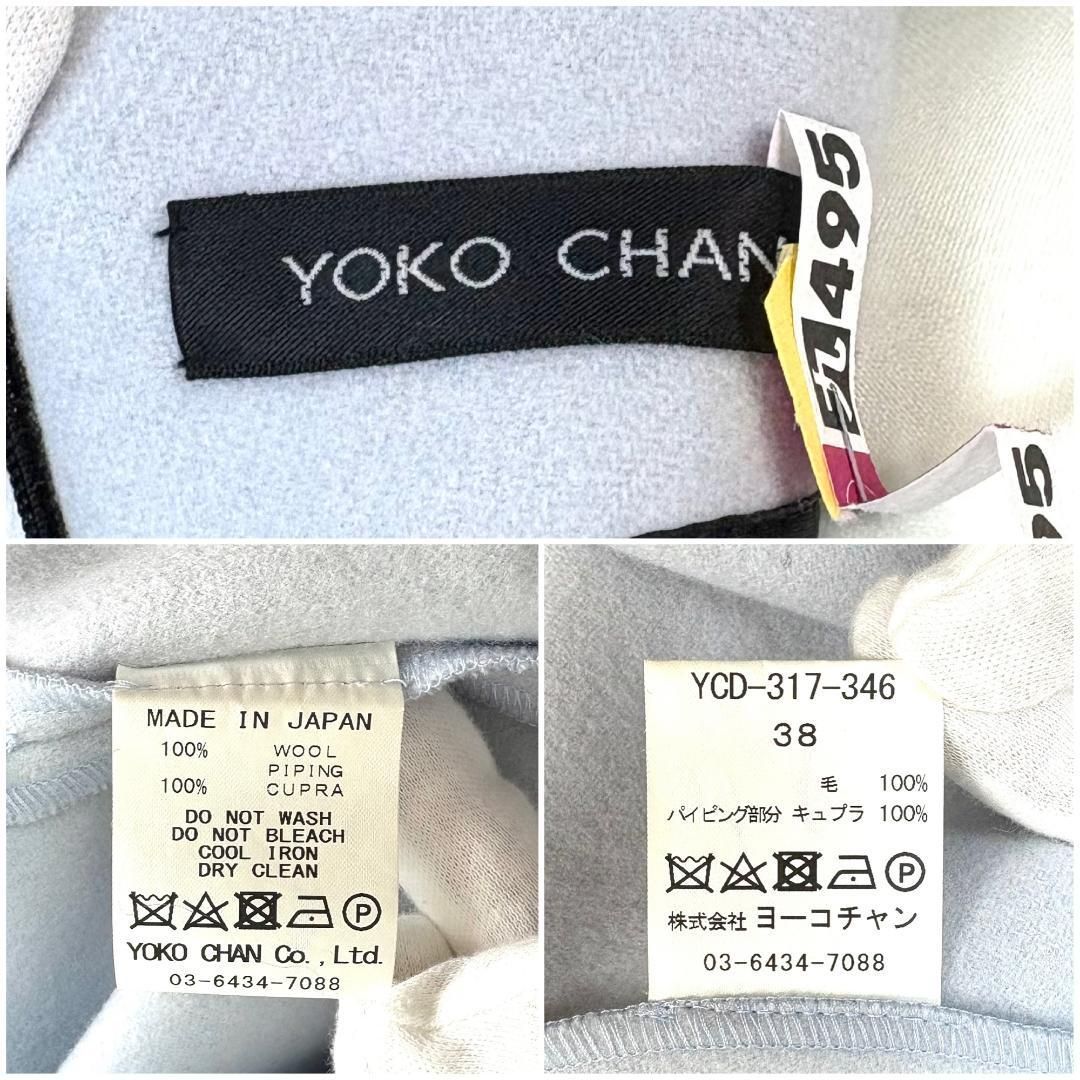 YOKO CHAN
495
95
MADE IN JAPAN
100% WOOL
PIPING
100% CUPRA
DO NOT WASH
DO NOT BLEACH
COOL IRON
DRY CLEAN
P
YOKO CHAN Co.,Ltd.
03-6434-7088
YCD-317-346
38
毛 100%
パイピング部分 キュプラ 100%
P
株式会社 ヨーコチャン
03-6434-7088